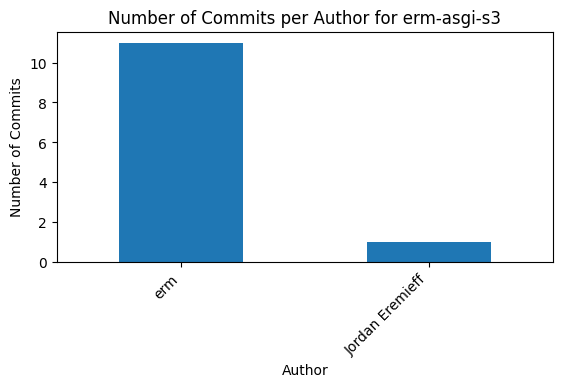 Number of Commits per Author for erm-asgi-s3
Number of Commits
10
8
6
4
2
0
erm
Jordan Eremieff
Author